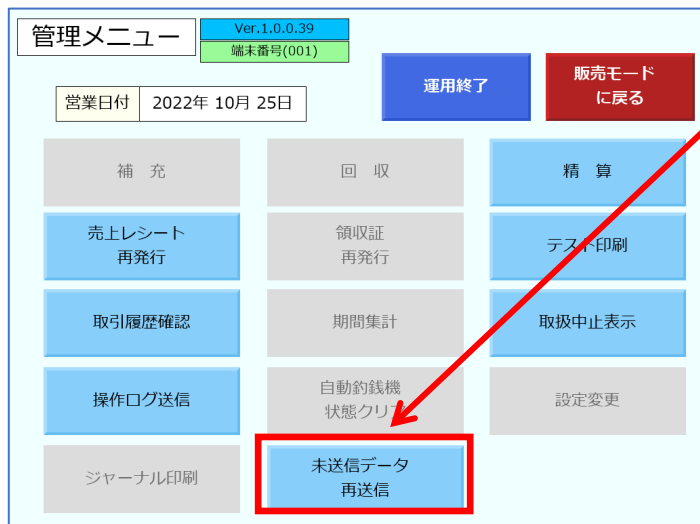 管理メニュー
Ver.1.0.0.39
端末番号(001)
営業日付 2022年 10月 25日
運用終了
販売モード
に戻る
補 充
回 収
精 算
売上レシート
再発行
領収証
再発行
テスト印刷
取引履歴確認
期間集計
取扱中止表示
操作ログ送信
自動釣銭機
状態クリア
設定変更
ジャーナル印刷
未送信データ
再送信